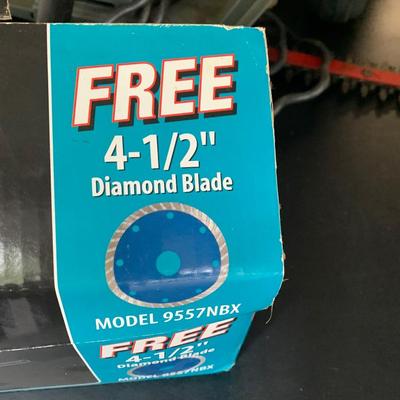 FREE
4-1/2"
Diamond Blade
MODEL 9557NBX
FREE
4-1/2"
Diamond Blade
MODEL 9557NBX